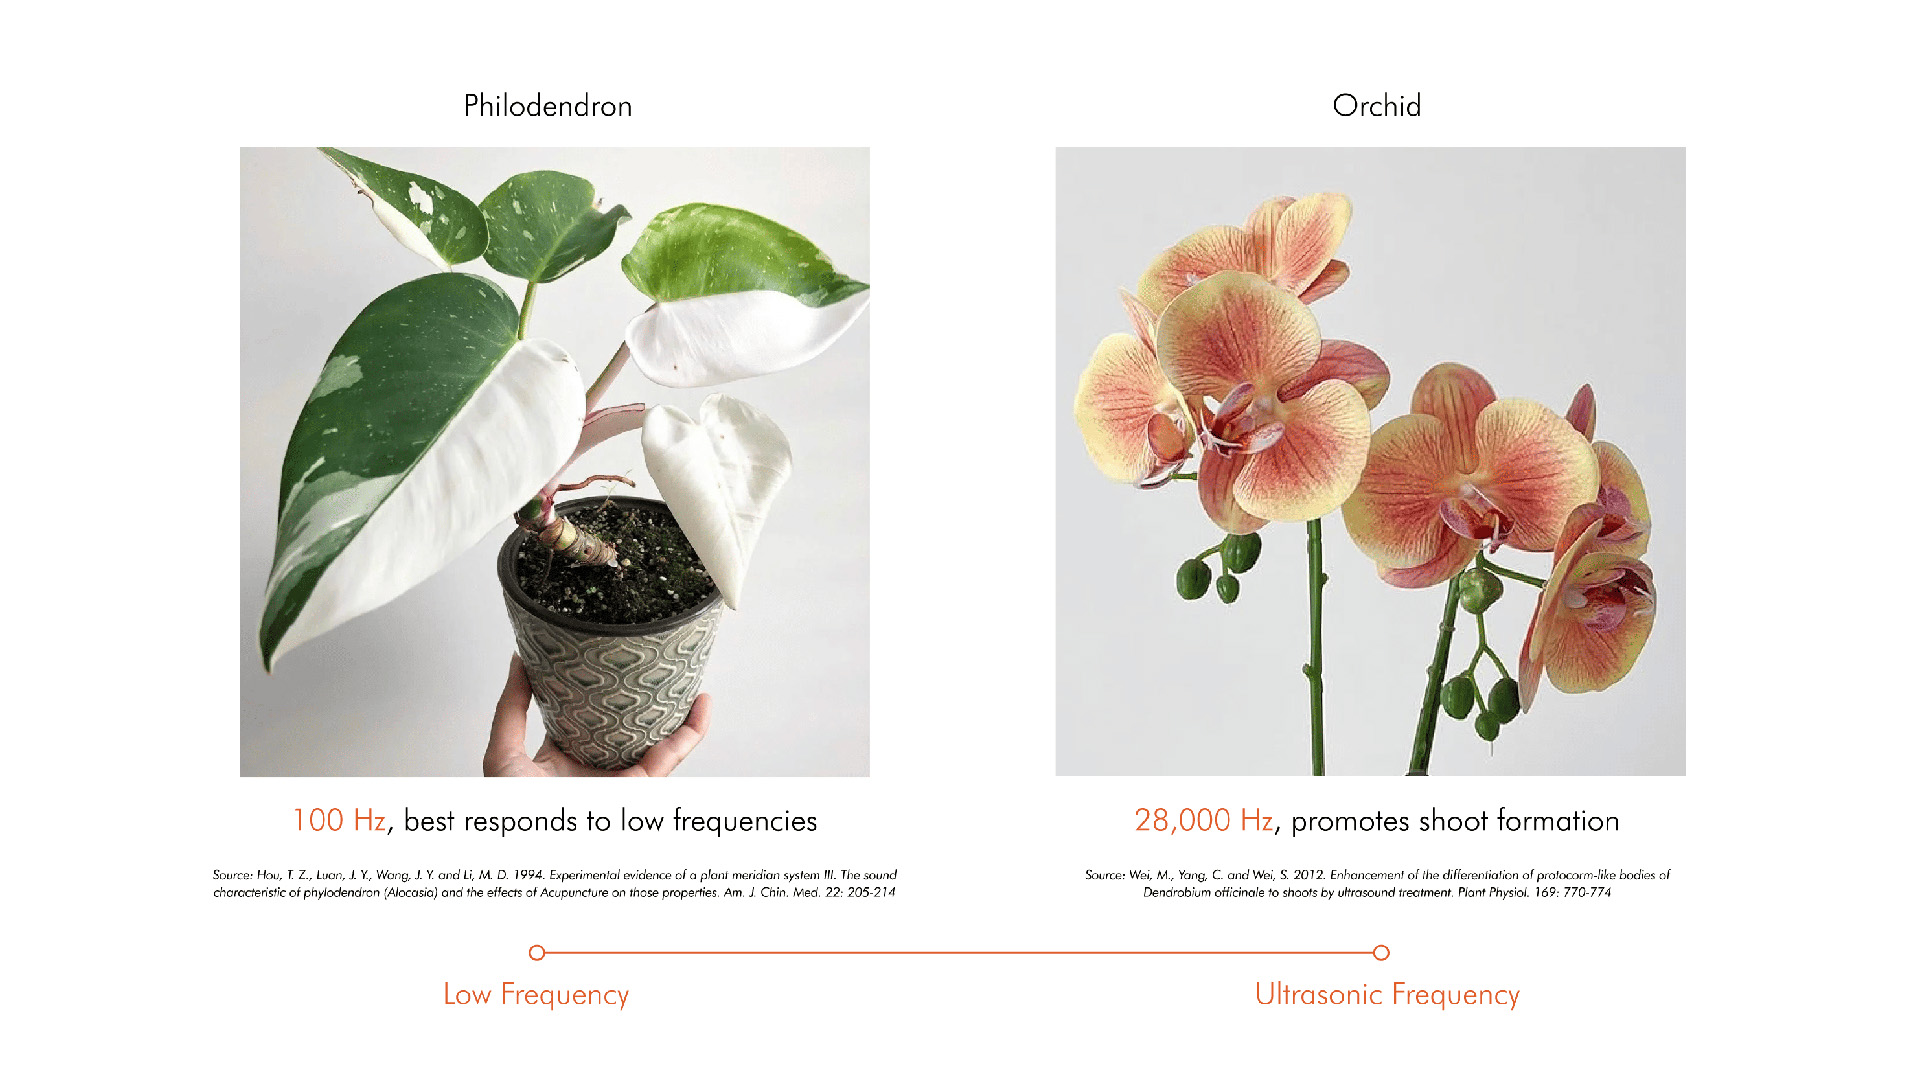 Philodendron
Orchid
100 Hz, best responds to low frequencies
Source: Hou, T. Z., Luan, J. Y., Wang, J. Y. and Li, M. D. 1994. Experimental evidence of a plant meridian system III. The sound
characteristic of phylodendron (Alocasia) and the effects of Acupuncture on those properties. Am. J. Chin. Med. 22: 205-214
28,000 Hz, promotes shoot formation
Source: Wei, M., Yang, C. and Wei, S. 2012. Enhancement of the differentiation of protocorm-like bodies of
Dendrobium officinale to shoots by ultrasound treatment. Plant Physiol. 169: 770-774
Low Frequency
Ultrasonic Frequency